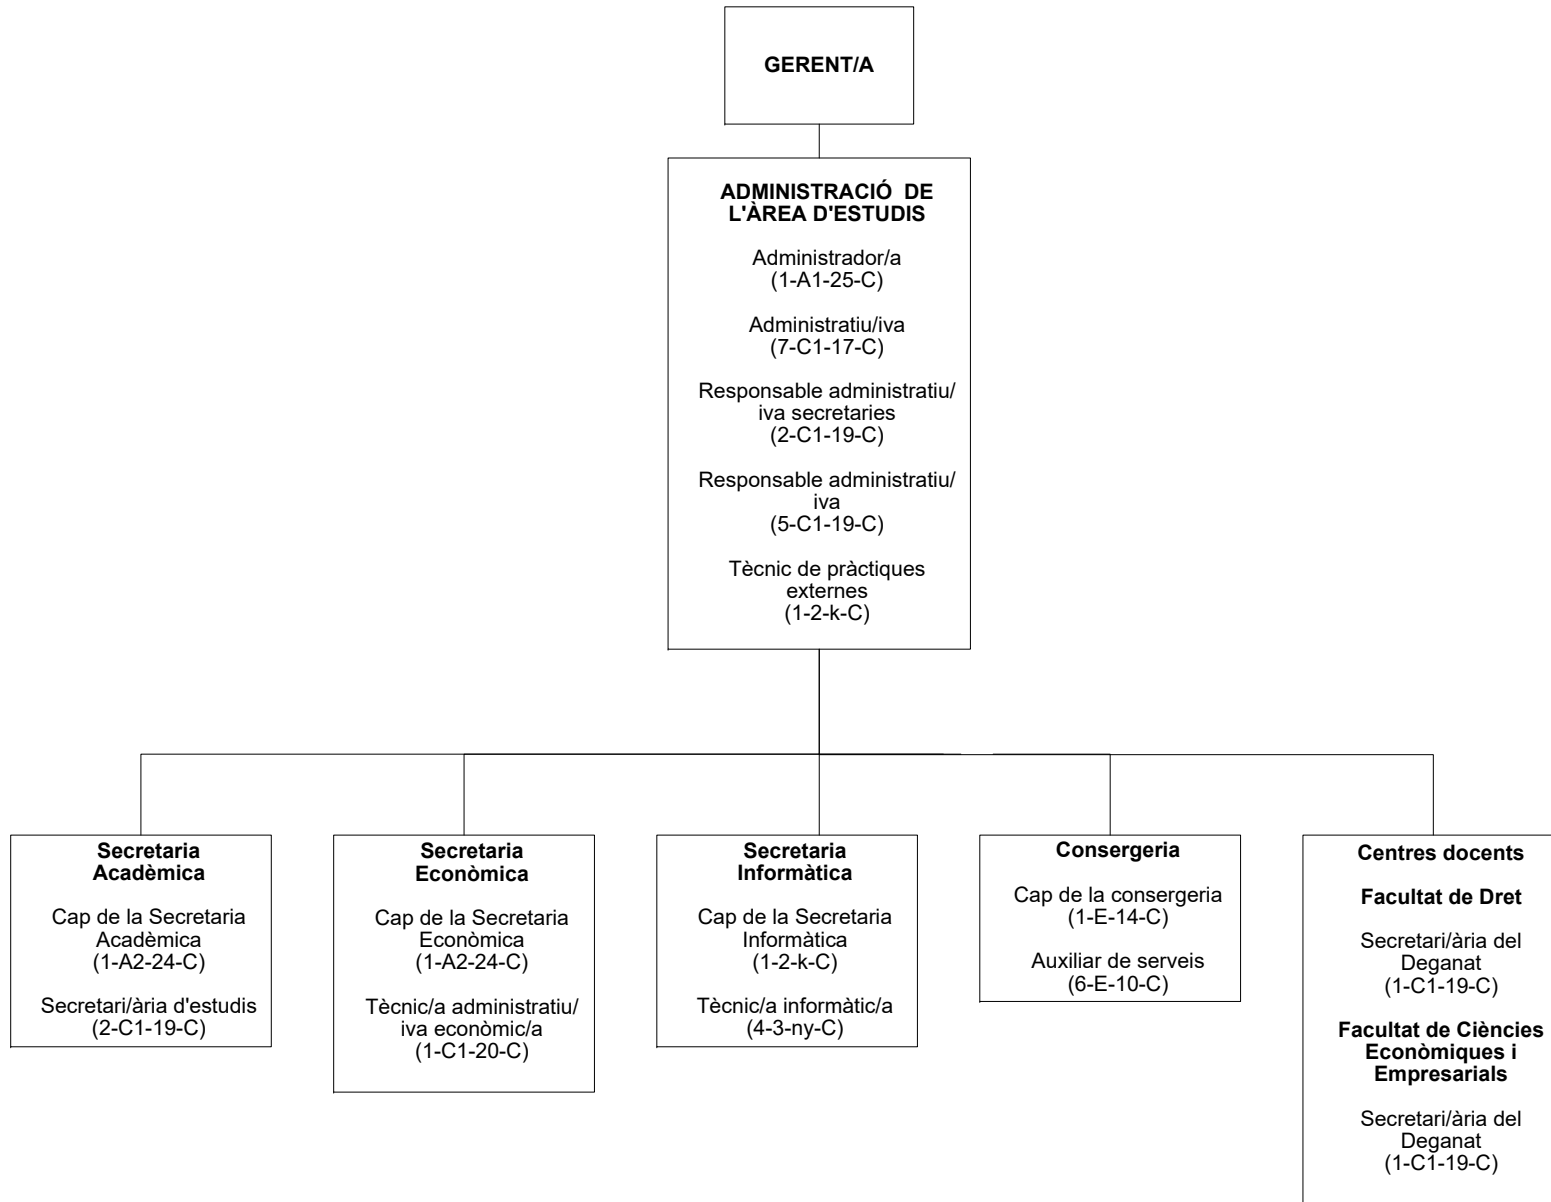 GERENT/A
ADMINISTRACIÓ DE
L'ÀREA D'ESTUDIS
Administrador/a
(1-A1-25-C)
Administratiu/iva
(7-C1-17-C)
Responsable administratiu/
iva secretaries
(2-C1-19-C)
Responsable administratiu/
iva
(5-C1-19-C)
Tècnic de pràctiques
externes
(1-2-k-C)
Secretaria
Acadèmica
Cap de la Secretaria
Acadèmica
(1-A2-24-C)
Secretari/ària d'estudis
(2-C1-19-C)
Secretaria
Econòmica
Cap de la Secretaria
Econòmica
(1-A2-24-C)
Tècnic/a administratiu/
iva econòmic/a
(1-C1-20-C)
Secretaria
Informàtica
Cap de la Secretaria
Informàtica
(1-2-k-C)
Tècnic/a informàtic/a
(4-3-ny-C)
Consergeria
Cap de la consergeria
(1-E-14-C)
Auxiliar de serveis
(6-E-10-C)
Centres docents
Facultat de Dret
Secretari/ària del
Deganat
(1-C1-19-C)
Facultat de Ciències
Econòmiques i
Empresarials
Secretari/ària del
Deganat
(1-C1-19-C)